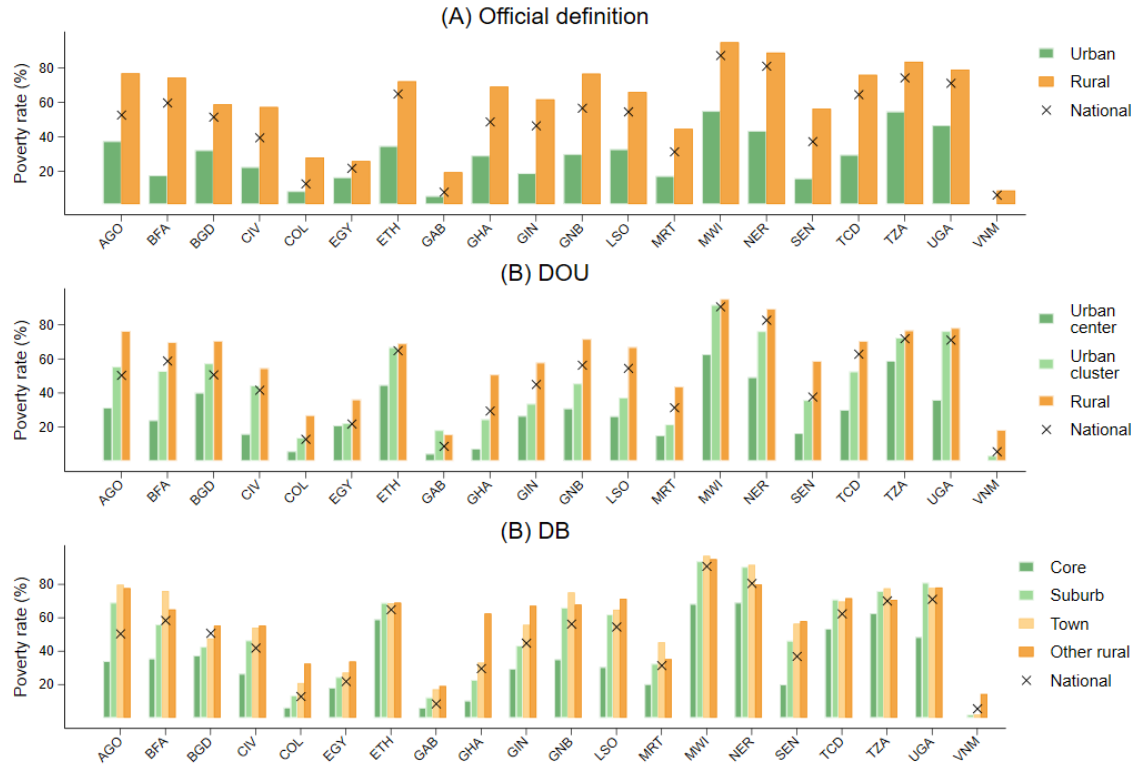 (A) Official definition
Poverty rate (%)
80
60
40
20
AGO BFA BGD CIV COL EGY ETH GAB GHA GIN GNB LSO MRT MWI NER SEN TCD TZA UGA VNM
Urban
Rural
National
(B) DOU
Poverty rate (%)
80
60
40
20
AGO BFA BGD CIV COL EGY ETH GAB GHA GIN GNB LSO MRT MWI NER SEN TCD TZA UGA VNM
Urban
center
Urban
cluster
Rural
National
(B) DB
Poverty rate (%)
80
60
40
20
AGO BFA BGD CIV COL EGY ETH GAB GHA GIN GNB LSO MRT MWI NER SEN TCD TZA UGA VNM
Core
Suburb
Town
Other rural
National